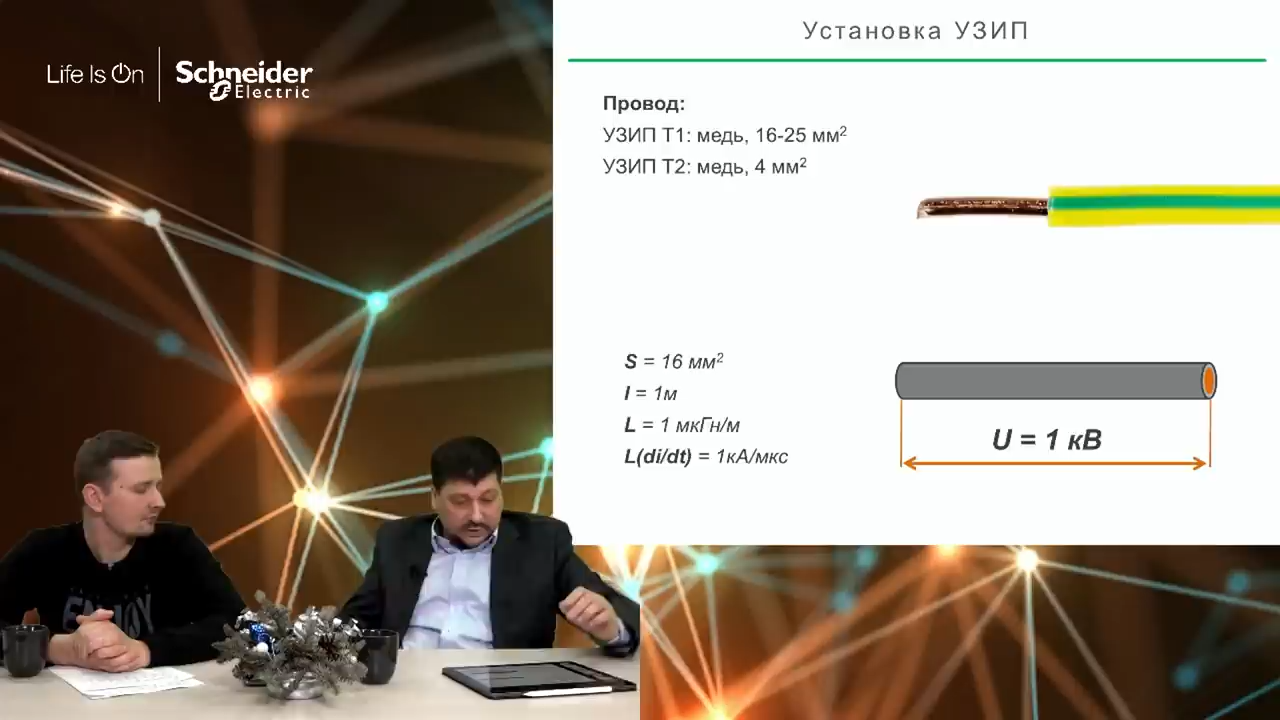 Life Is On
Schneider
Electric
Установка УЗИП
Провод:
УЗИП Т1: медь, 16-25 мм²
УЗИП Т2: медь, 4 мм²
S = 16 мм²
l = 1м
L = 1 мкГн/м
L(di/dt) = 1кА/мкс
U = 1 кВ